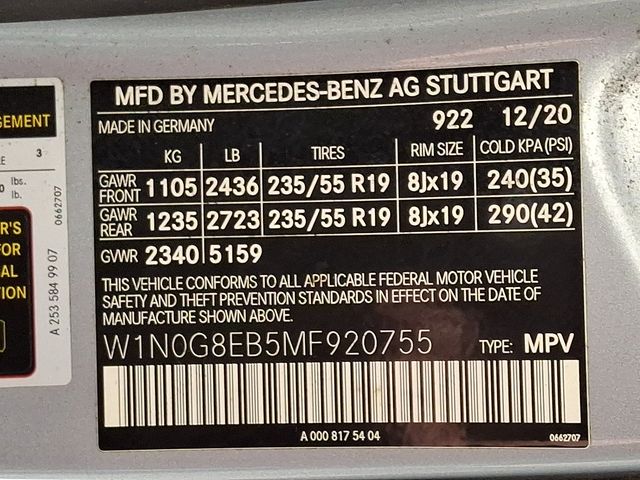 MFD BY MERCEDES-BENZ AG STUTTGART
MADE IN GERMANY 922 12/20
KG LB TIRES RIM SIZE COLD KPA (PSI)
GAWR FRONT 1105 2436 235/55 R19 8Jx19 240(35)
GAWR REAR 1235 2723 235/55 R19 8Jx19 290(42)
GVWR 2340 5159
THIS VEHICLE CONFORMS TO ALL APPLICABLE FEDERAL MOTOR VEHICLE
SAFETY AND THEFT PREVENTION STANDARDS IN EFFECT ON THE DATE OF
MANUFACTURE SHOWN ABOVE.
W1N0G8EB5MF920755 TYPE: MPV
A 000 817 54 04 0662707
GEMENT
3
lbs.
lb.
0662707
A 253 584 99 07